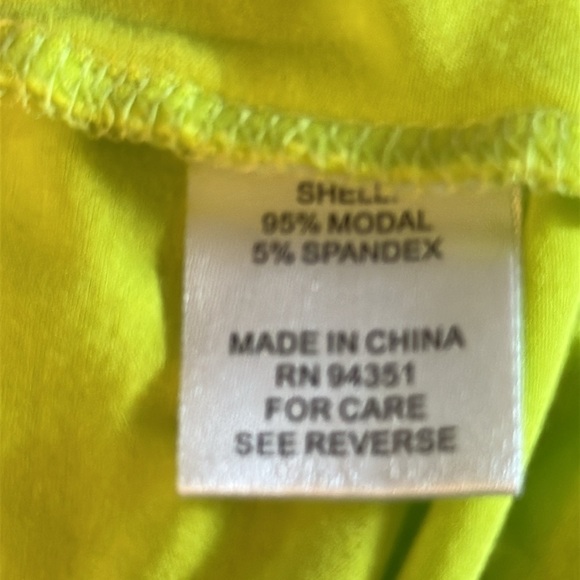 SHELL:
95% MODAL
5% SPANDEX
MADE IN CHINA
RN 94351
FOR CARE
SEE REVERSE